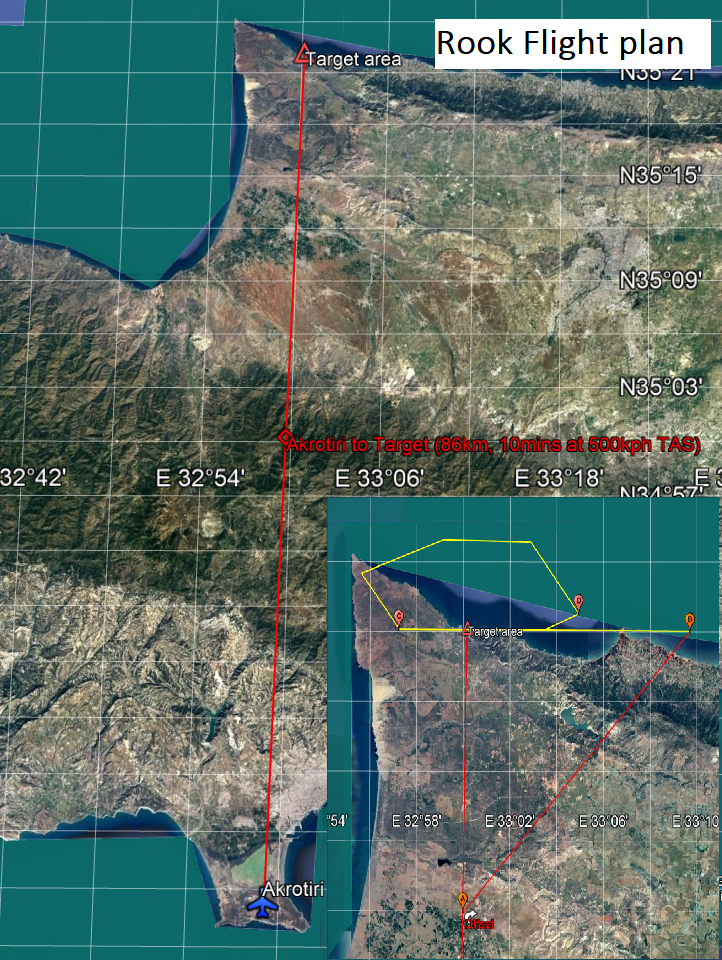 Rook Flight plan
Target area
N35°21'
N35°15'
N35°09'
N35°03'
Akrotiri to Target (86km, 10mins at 500kph TAS)
32°42'
E 32°54'
E 33°06'
E 33°18'
E 3
N34°57'
C
D
B
Target area
°54'
E 32°58'
E 33°02'
E 33°06'
E 33°10
A
Akrotiri